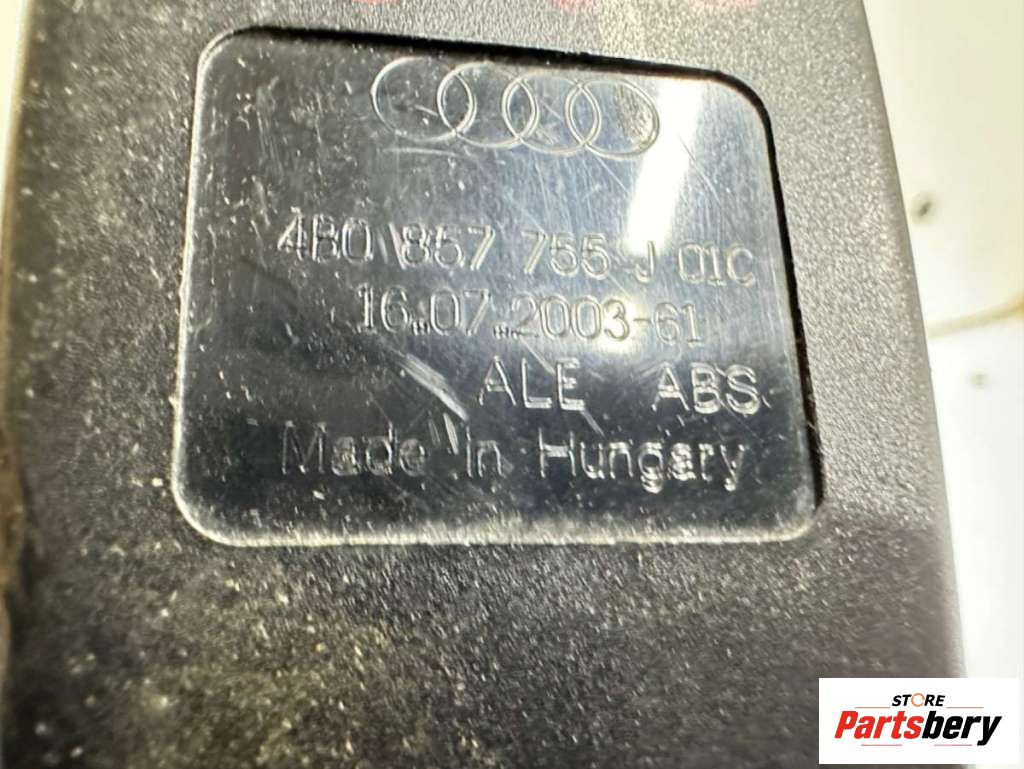 4B0 857 755 J 01C
16.07.2003-61
ALE ABS
Made in Hungary
STORE
Partsbery